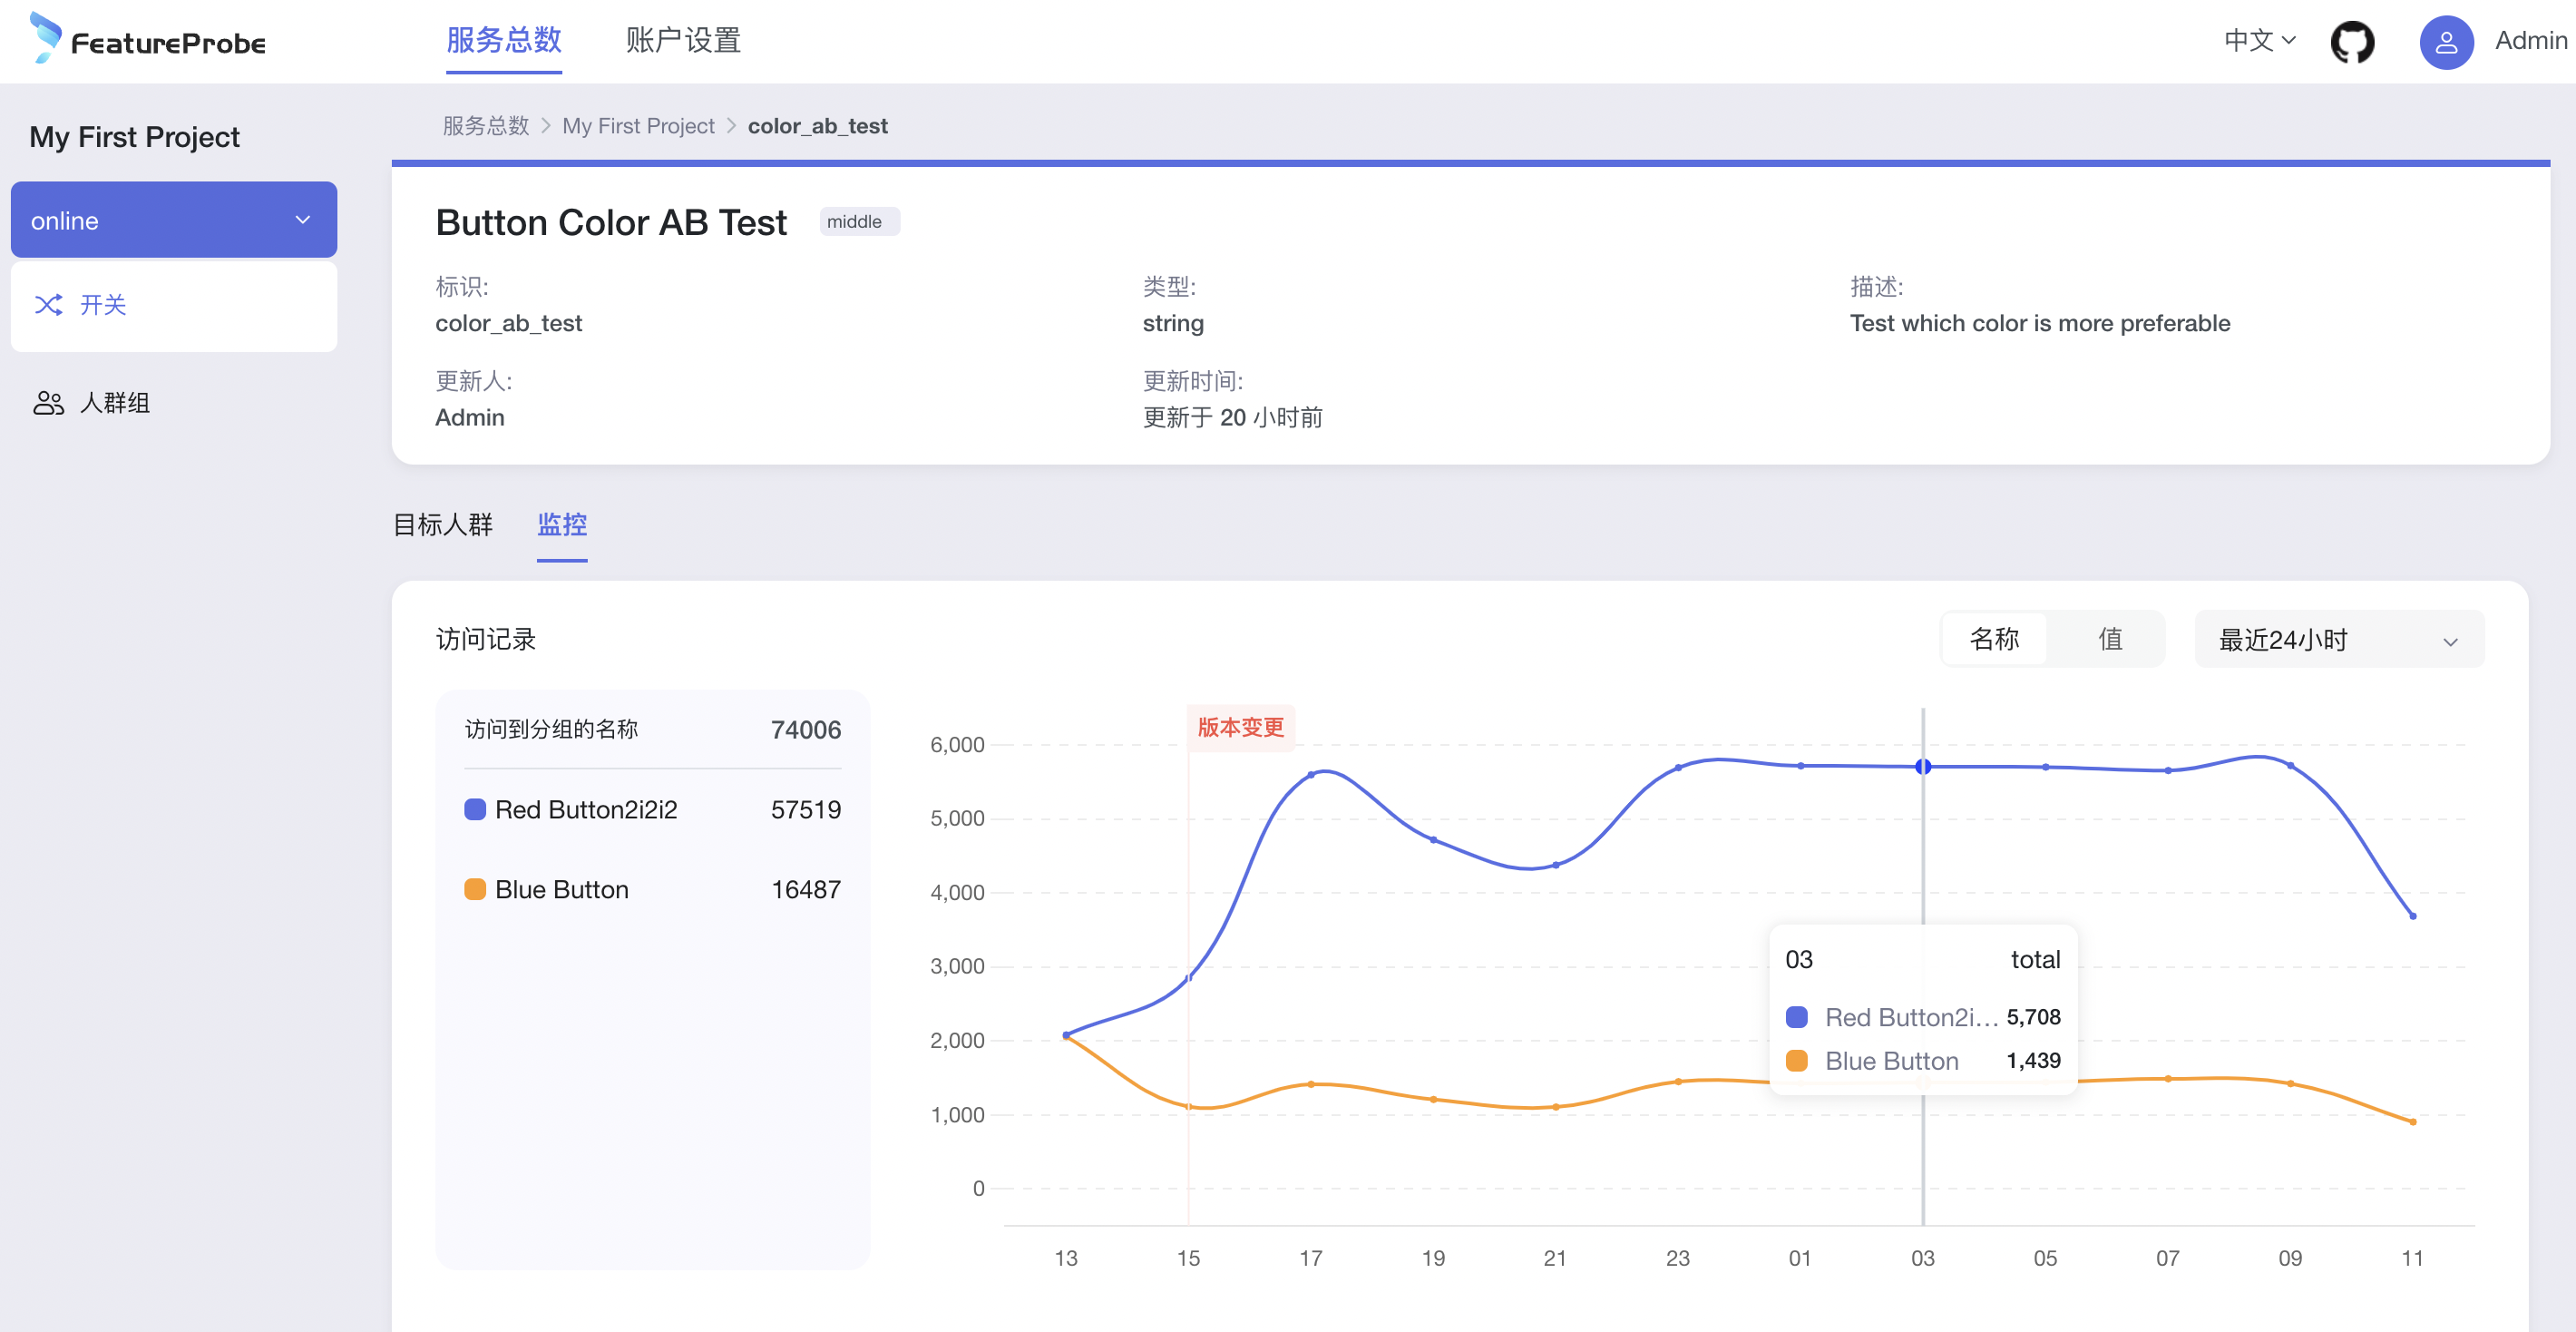 FeatureProbe 服务总数 账户设置 中文 Admin
My First Project
online
开关
人群组
服务总数 > My First Project > color_ab_test
Button Color AB Test middle
标识: 类型: 描述:
color_ab_test string Test which color is more preferable
更新人: 更新时间:
Admin 更新于 20 小时前
目标人群 监控
访问记录 名称 值 最近24小时
访问到分组的名称 74006
Red Button2i2i2 57519
Blue Button 16487
版本变更
6,000
5,000
4,000
3,000
2,000
1,000
0
03 total
Red Button2i... 5,708
Blue Button 1,439
13 15 17 19 21 23 01 03 05 07 09 11